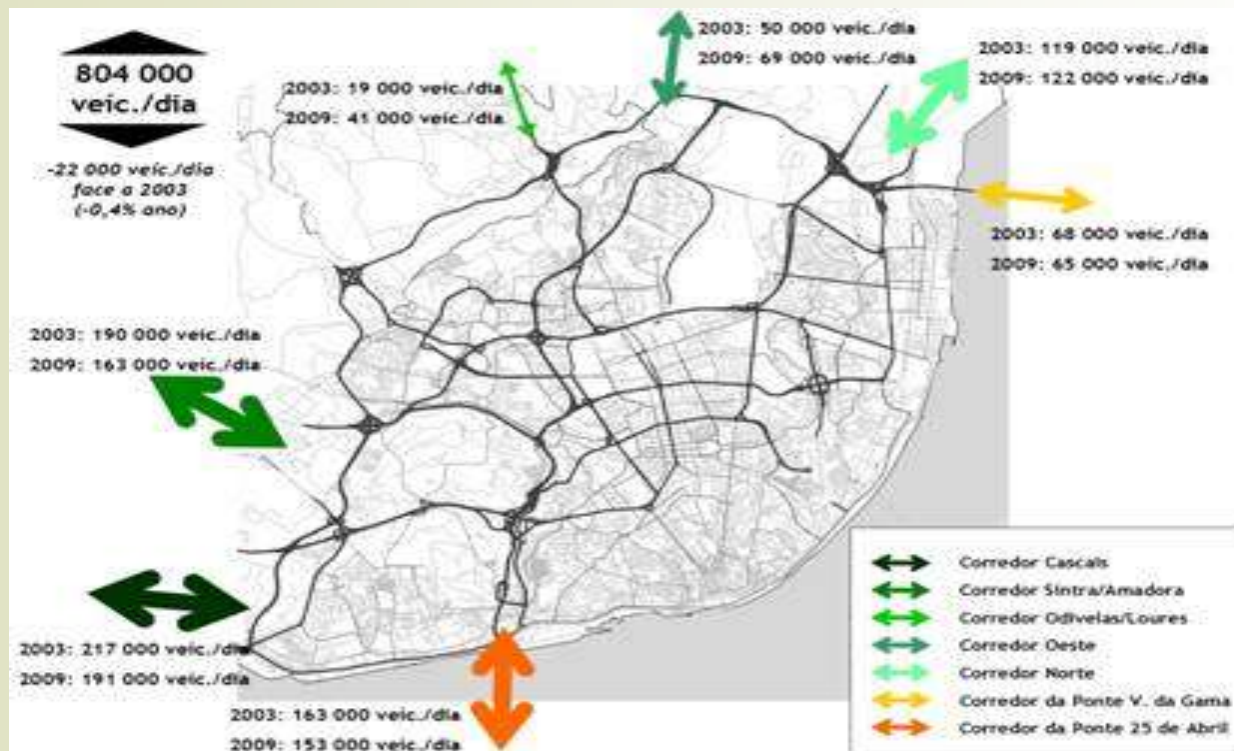 804 000
veic./dia
-22 000 veíc./dia
face a 2003
(-0,4% ano)
2003: 19 000 veic./dia
2009: 41 000 veic./dia
2003: 50 000 veic./dia
2009: 69 000 veic./dia
2003: 119 000 veic./dia
2009: 122 000 veic./dia
2003: 68 000 veic./dia
2009: 65 000 veic./dia
2003: 190 000 veic./dia
2009: 163 000 veic./dia
2003: 217 000 veic./dia
2009: 191 000 veic./dia
2003: 163 000 veic./dia
2009: 153 000 veic./dia
Corredor Cascais
Corredor Sintra/Amadora
Corredor Odivelas/Loures
Corredor Oeste
Corredor Norte
Corredor da Ponte V. da Gama
Corredor da Ponte 25 de Abril